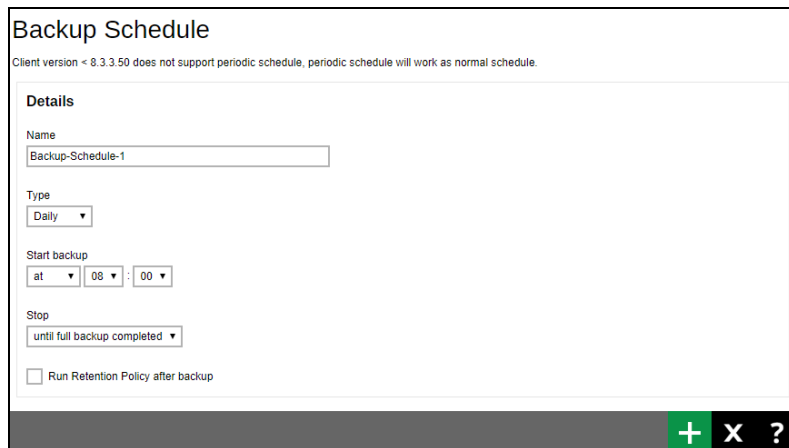 Backup Schedule
Client version < 8.3.3.50 does not support periodic schedule, periodic schedule will work as normal schedule.
Details
Name
Backup-Schedule-1
Type
Daily
Start backup
at 08 : 00
Stop
until full backup completed
Run Retention Policy after backup
+ X ?